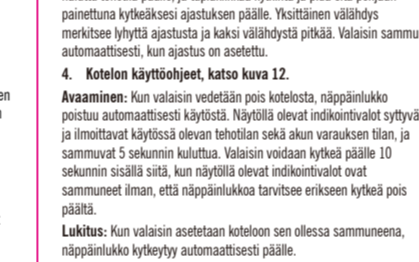 painettuna kytkeäksesi ajastuksen päälle. Yksittäinen välähdys
merkitsee lyhyttä ajastusta ja kaksi välähdystä pitkää. Valaisin sammu
automaattisesti, kun ajastus on asetettu.
4. Kotelon käyttöohjeet, katso kuva 12.
en
Avaaminen: Kun valaisin vedetään pois kotelosta, näppäinlukko
poistuu automaattisesti käytöstä. Näytöllä olevat indikointivalot syttyvä
ja ilmoittavat käytössä olevan tehotilan sekä akun varauksen tilan, ja
sammuvat 5 sekunnin kuluttua. Valaisin voidaan kytkeä päälle 10
sekunnin sisällä siitä, kun näytöllä olevat indikointivalot ovat
sammuneet ilman, että näppäinlukkoa tarvitsee erikseen kytkeä pois
päältä.
Lukitus: Kun valaisin asetetaan koteloon sen ollessa sammuneena,
näppäinlukko kytkeytyy automaattisesti päälle.